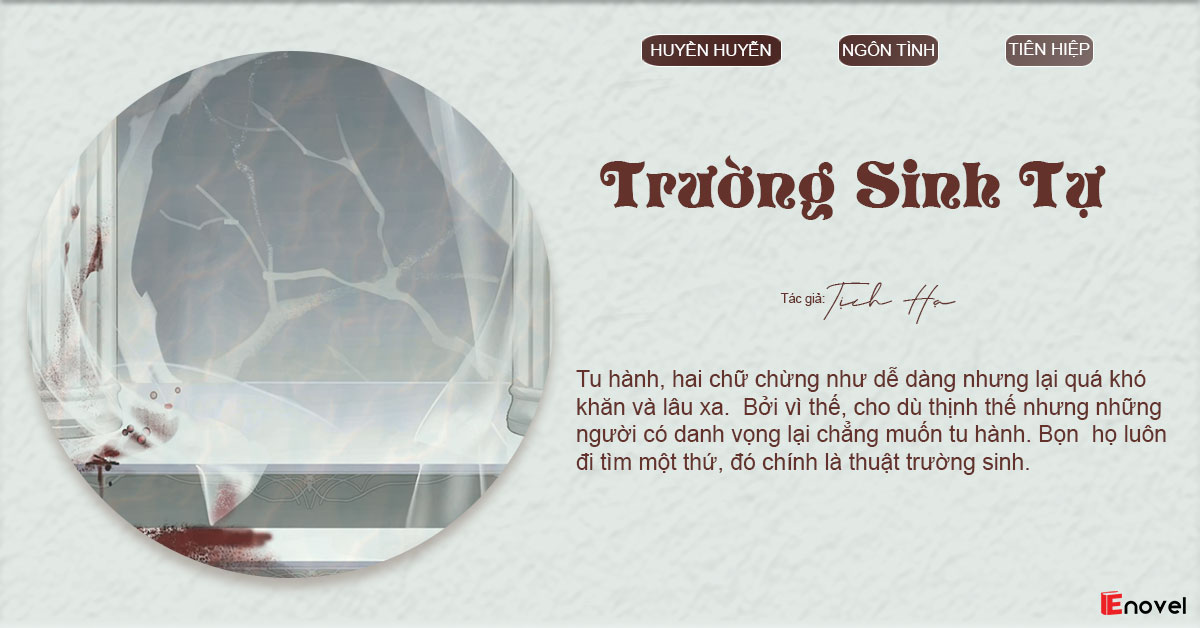 HUYỀN HUYỄN NGÔN TÌNH TIÊN HIỆP
Trường Sinh Tự
Tác giả: Tịch Hạ
Tu hành, hai chữ chừng như dễ dàng nhưng lại quá khó
khăn và lâu xa. Bởi vì thế, cho dù thịnh thế nhưng những
người có danh vọng lại chẳng muốn tu hành. Bọn họ luôn
đi tìm một thứ, đó chính là thuật trường sinh.
Enovel